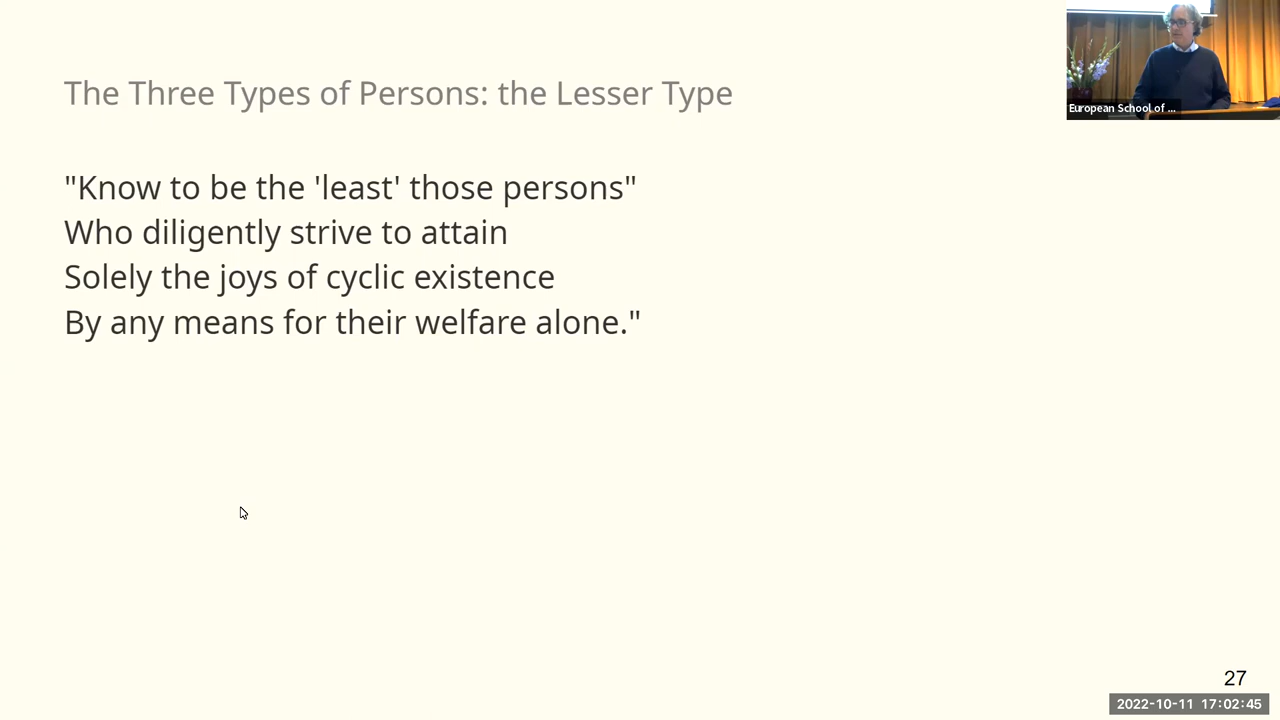 The Three Types of Persons: the Lesser Type
European School of ...
"Know to be the 'least' those persons"
Who diligently strive to attain
Solely the joys of cyclic existence
By any means for their welfare alone."
27
2022-10-11 17:02:45